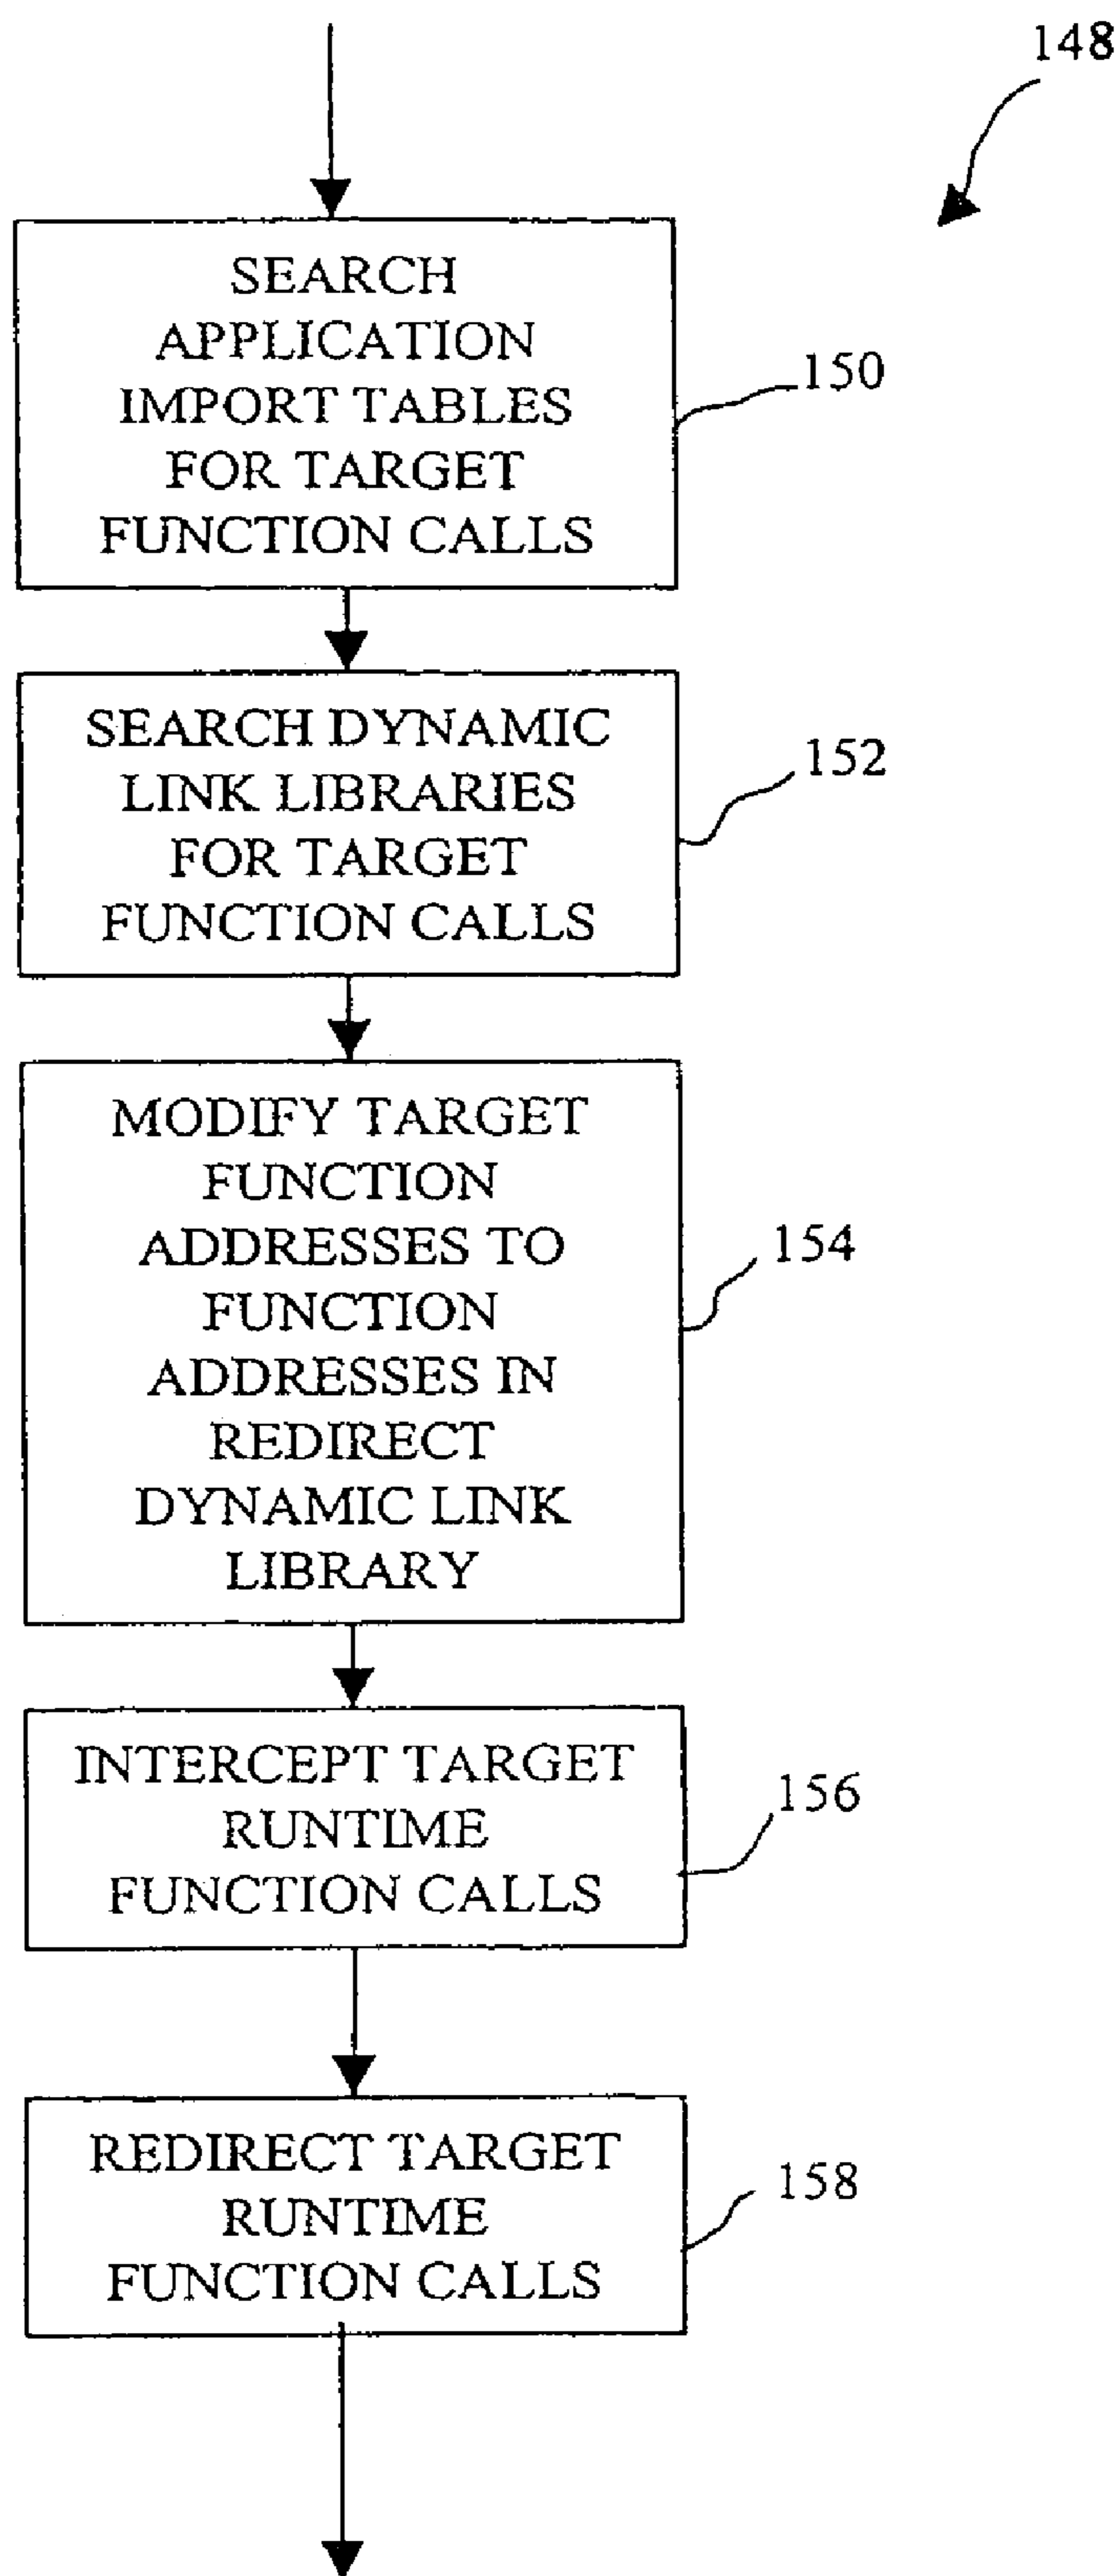 148
SEARCH
APPLICATION
IMPORT TABLES
FOR TARGET
FUNCTION CALLS
150
SEARCH DYNAMIC
LINK LIBRARIES
FOR TARGET
FUNCTION CALLS
152
MODIFY TARGET
FUNCTION
ADDRESSES TO
FUNCTION
ADDRESSES IN
REDIRECT
DYNAMIC LINK
LIBRARY
154
INTERCEPT TARGET
RUNTIME
FUNCTION CALLS
156
REDIRECT TARGET
RUNTIME
FUNCTION CALLS
158